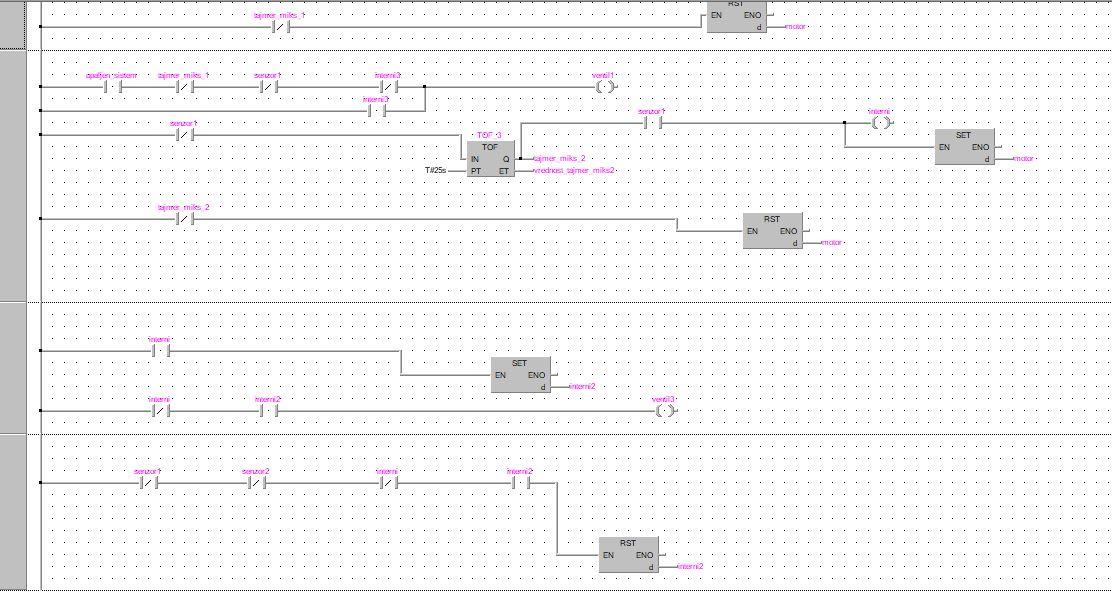 RST
tajmer_miks_1
EN ENO
d motor
upaljen_sistem tajmer_miks_1 senzor1 interni3 ventil1
interni3
senzor1 interni
senzor1
TOF_3
TOF
IN Q tajmer_miks_2
T#25s PT ET vrednost_tajmer_miks2
SET
EN ENO
d motor
tajmer_miks_2
RST
EN ENO
d motor
interni
SET
EN ENO
d interni2
interni interni2 ventil3
senzor1 senzor2 interni interni2
RST
EN ENO
d interni2